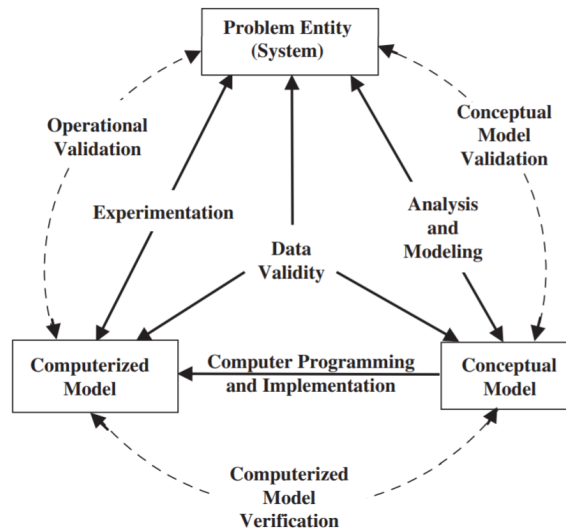 Problem Entity
(System)
Operational
Validation
Conceptual
Model
Validation
Experimentation
Analysis
and
Modeling
Data
Validity
Computerized
Model
Computer Programming
and Implementation
Conceptual
Model
Computerized
Model
Verification